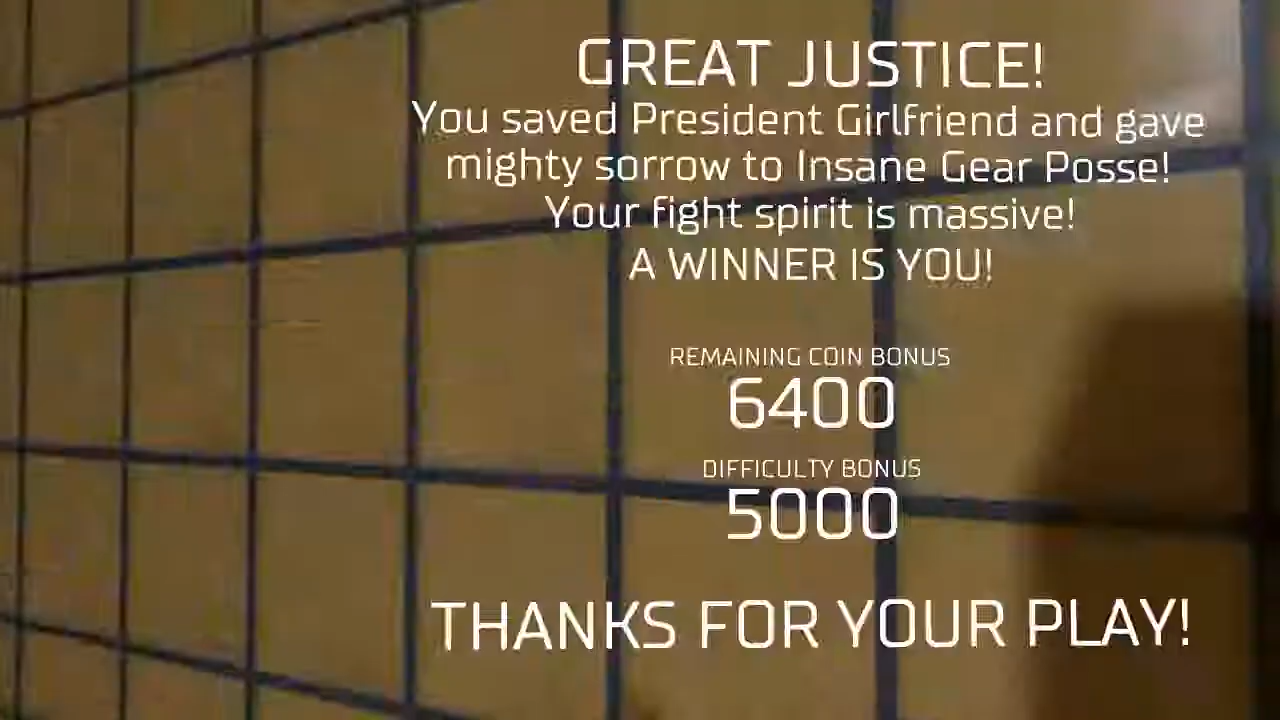 GREAT JUSTICE!
You saved President Girlfriend and gave
mighty sorrow to Insane Gear Posse!
Your fight spirit is massive!
A WINNER IS YOU!
REMAINING COIN BONUS
6400
DIFFICULTY BONUS
5000
THANKS FOR YOUR PLAY!